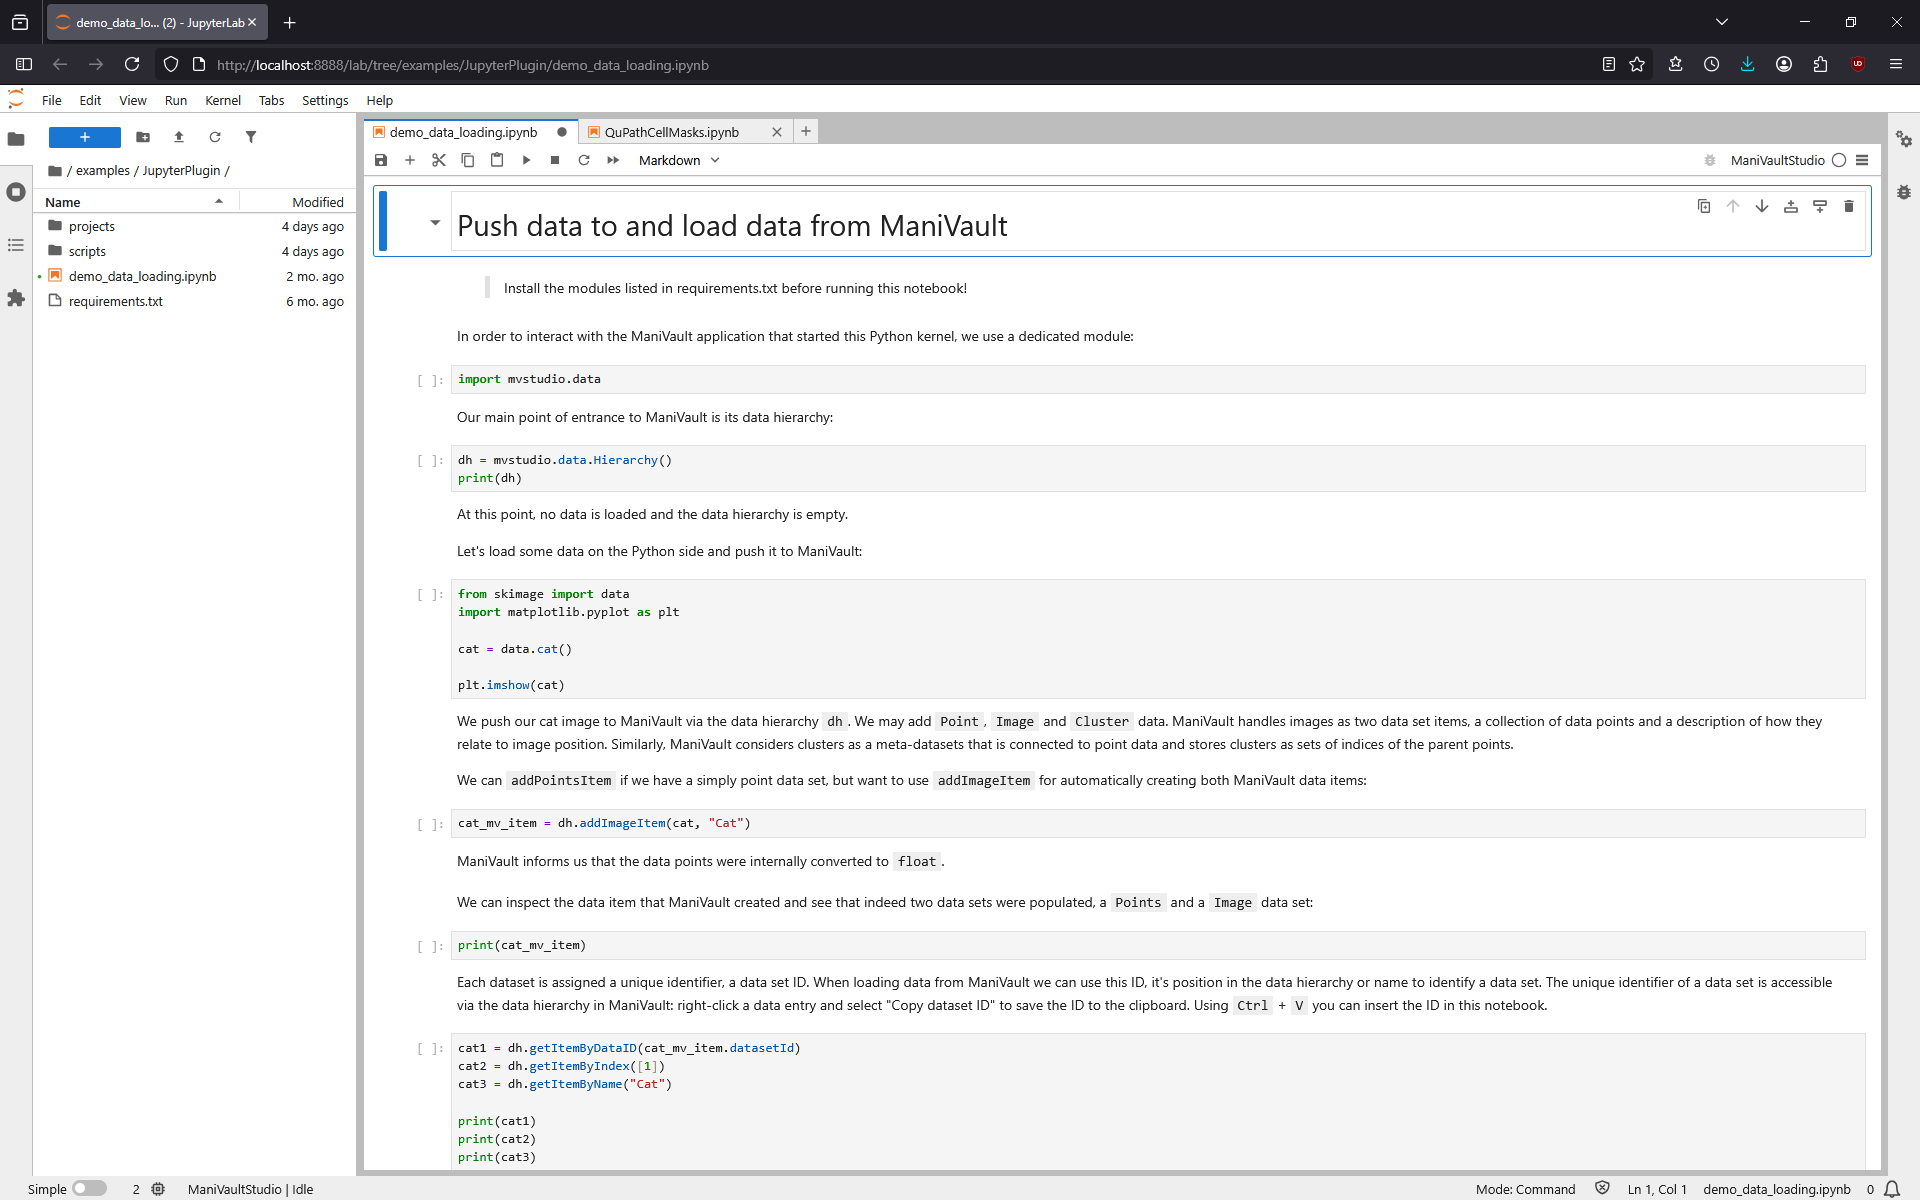 demo_data_lo... (2) - JupyterLab
http://localhost:8888/lab/tree/examples/JupyterPlugin/demo_data_loading.ipynb
File Edit View Run Kernel Tabs Settings Help
/ examples / JupyterPlugin /
Name Modified
projects 4 days ago
scripts 4 days ago
demo_data_loading.ipynb 2 mo. ago
requirements.txt 6 mo. ago
demo_data_loading.ipynb QuPathCellMasks.ipynb
Markdown ManiVaultStudio
Push data to and load data from ManiVault
Install the modules listed in requirements.txt before running this notebook!
In order to interact with the ManiVault application that started this Python kernel, we use a dedicated module:
[ ]: import mvstudio.data
Our main point of entrance to ManiVault is its data hierarchy:
[ ]: dh = mvstudio.data.Hierarchy()
print(dh)
At this point, no data is loaded and the data hierarchy is empty.
Let's load some data on the Python side and push it to ManiVault:
[ ]: from skimage import data
import matplotlib.pyplot as plt
cat = data.cat()
plt.imshow(cat)
We push our cat image to ManiVault via the data hierarchy dh. We may add Point, Image and Cluster data. ManiVault handles images as two data set items, a collection of data points and a description of how they
relate to image position. Similarly, ManiVault considers clusters as a meta-datasets that is connected to point data and stores clusters as sets of indices of the parent points.
We can addPointsItem if we have a simply point data set, but want to use addImageItem for automatically creating both ManiVault data items:
[ ]: cat_mv_item = dh.addImageItem(cat, "Cat")
ManiVault informs us that the data points were internally converted to float.
We can inspect the data item that ManiVault created and see that indeed two data sets were populated, a Points and a Image data set:
[ ]: print(cat_mv_item)
Each dataset is assigned a unique identifier, a data set ID. When loading data from ManiVault we can use this ID, it's position in the data hierarchy or name to identify a data set. The unique identifier of a data set is accessible
via the data hierarchy in ManiVault: right-click a data entry and select "Copy dataset ID" to save the ID to the clipboard. Using Ctrl + V you can insert the ID in this notebook.
[ ]: cat1 = dh.getItemByDataID(cat_mv_item.datasetId)
cat2 = dh.getItemByIndex([1])
cat3 = dh.getItemByName("Cat")
print(cat1)
print(cat2)
print(cat3)
Simple 2 ManiVaultStudio | Idle Mode: Command Ln 1, Col 1 demo_data_loading.ipynb 0